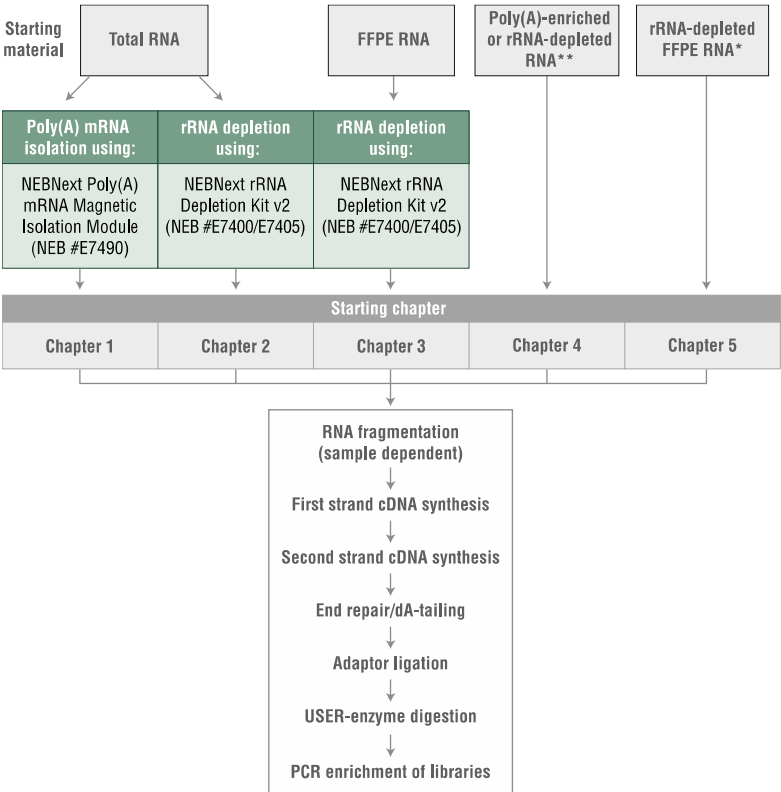 Starting
material
Total RNA
FFPE RNA
Poly(A)-enriched
or rRNA-depleted
RNA**
rRNA-depleted
FFPE RNA*
Poly(A) mRNA
isolation using:
rRNA depletion
using:
rRNA depletion
using:
NEBNext Poly(A)
mRNA Magnetic
Isolation Module
(NEB #E7490)
NEBNext rRNA
Depletion Kit v2
(NEB #E7400/E7405)
NEBNext rRNA
Depletion Kit v2
(NEB #E7400/E7405)
Starting chapter
Chapter 1
Chapter 2
Chapter 3
Chapter 4
Chapter 5
RNA fragmentation
(sample dependent)
First strand cDNA synthesis
Second strand cDNA synthesis
End repair/dA-tailing
Adaptor ligation
USER-enzyme digestion
PCR enrichment of libraries